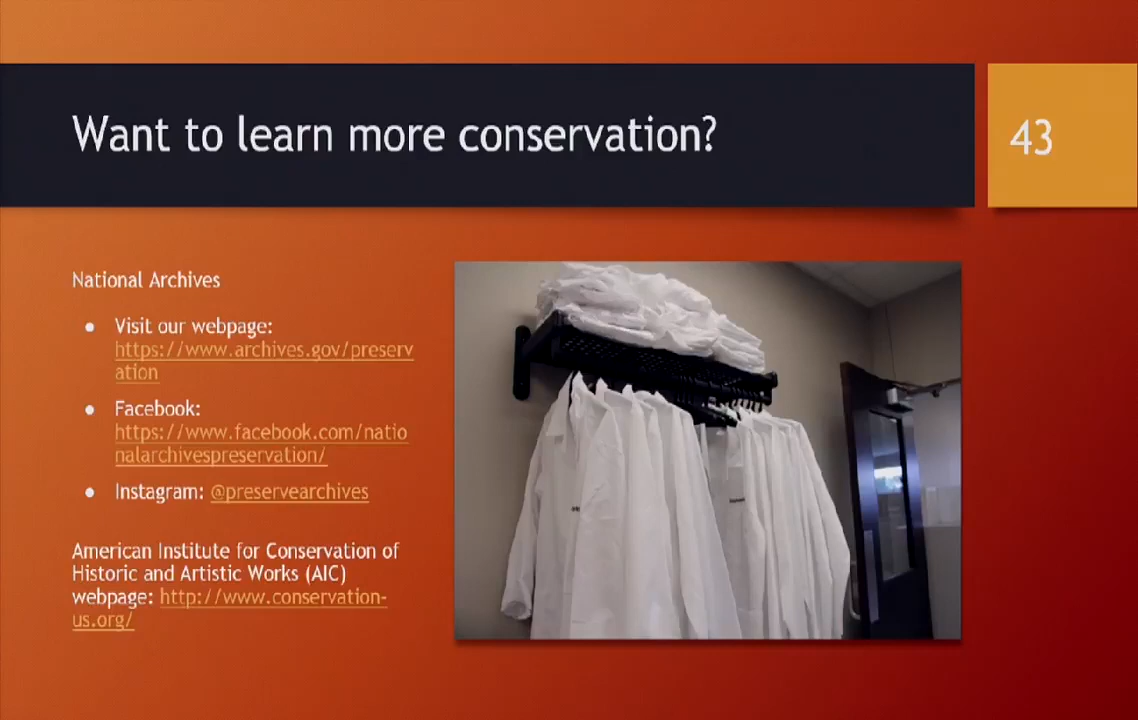 Want to learn more conservation?
43
National Archives
● Visit our webpage:
https://www.archives.gov/preserv
ation
● Facebook:
https://www.facebook.com/natio
nalarchivespreservation/
● Instagram: @preservearchives
American Institute for Conservation of
Historic and Artistic Works (AIC)
webpage: http://www.conservation-
us.org/